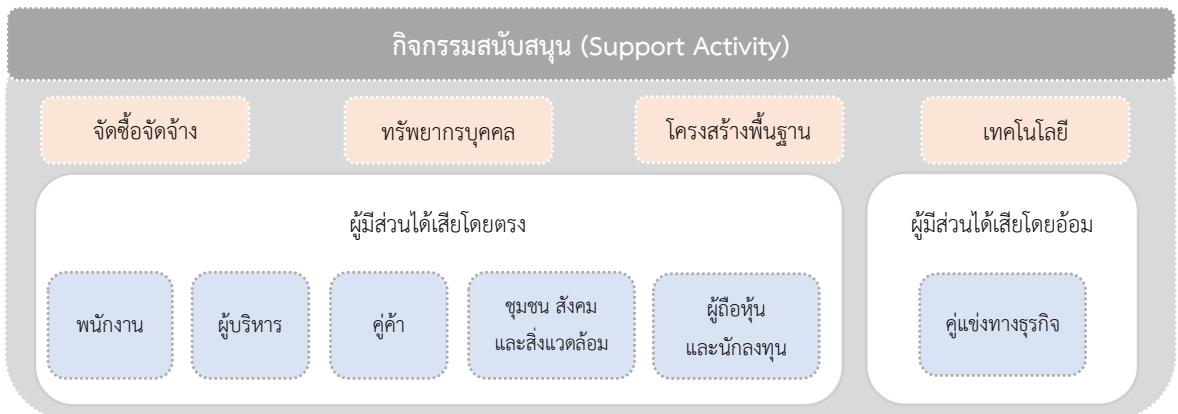 กิจกรรมสนับสนุน (Support Activity)
จัดซื้อจัดจ้าง
ทรัพยากรบุคคล
โครงสร้างพื้นฐาน
เทคโนโลยี
ผู้มีส่วนได้เสียโดยตรง
พนักงาน
ผู้บริหาร
คู่ค้า
ชุมชน สังคม
และสิ่งแวดล้อม
ผู้ถือหุ้น
และนักลงทุน
ผู้มีส่วนได้เสียโดยอ้อม
คู่แข่งทางธุรกิจ